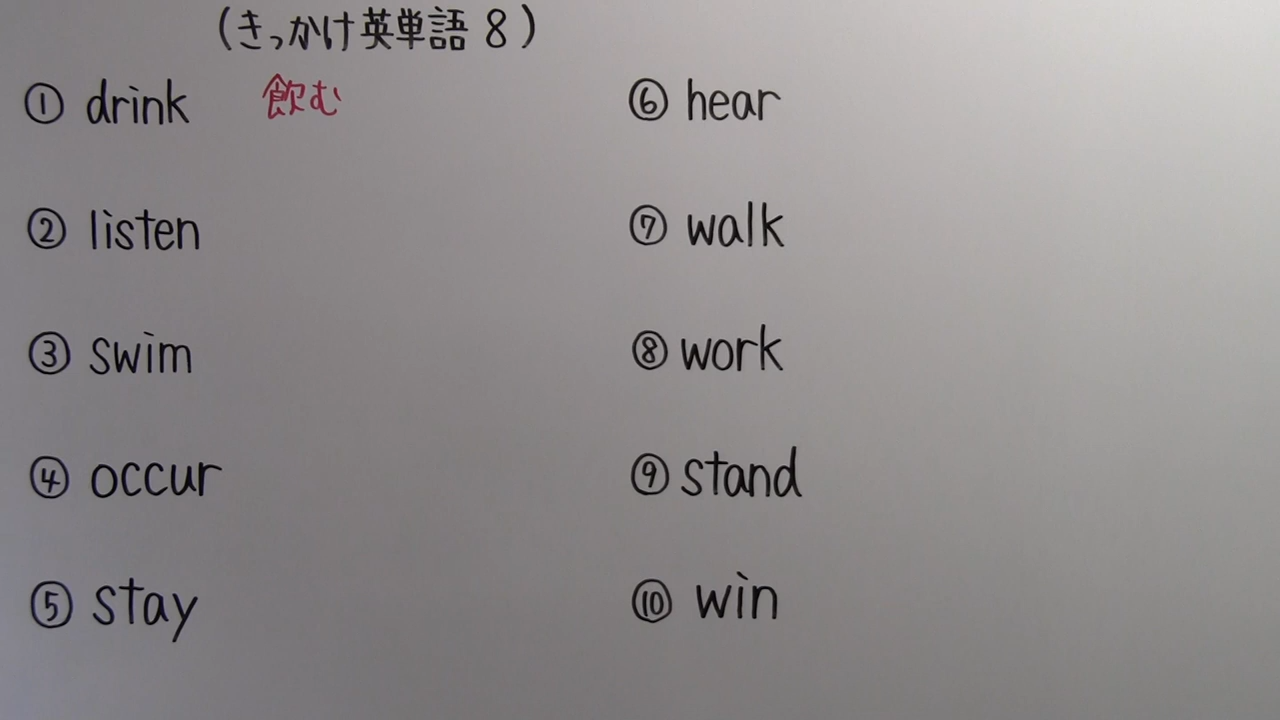 (きっかけ英単語 8)
① drink 飲む
② listen
③ swim
④ occur
⑤ stay
⑥ hear
⑦ walk
⑧ work
⑨ stand
⑩ win